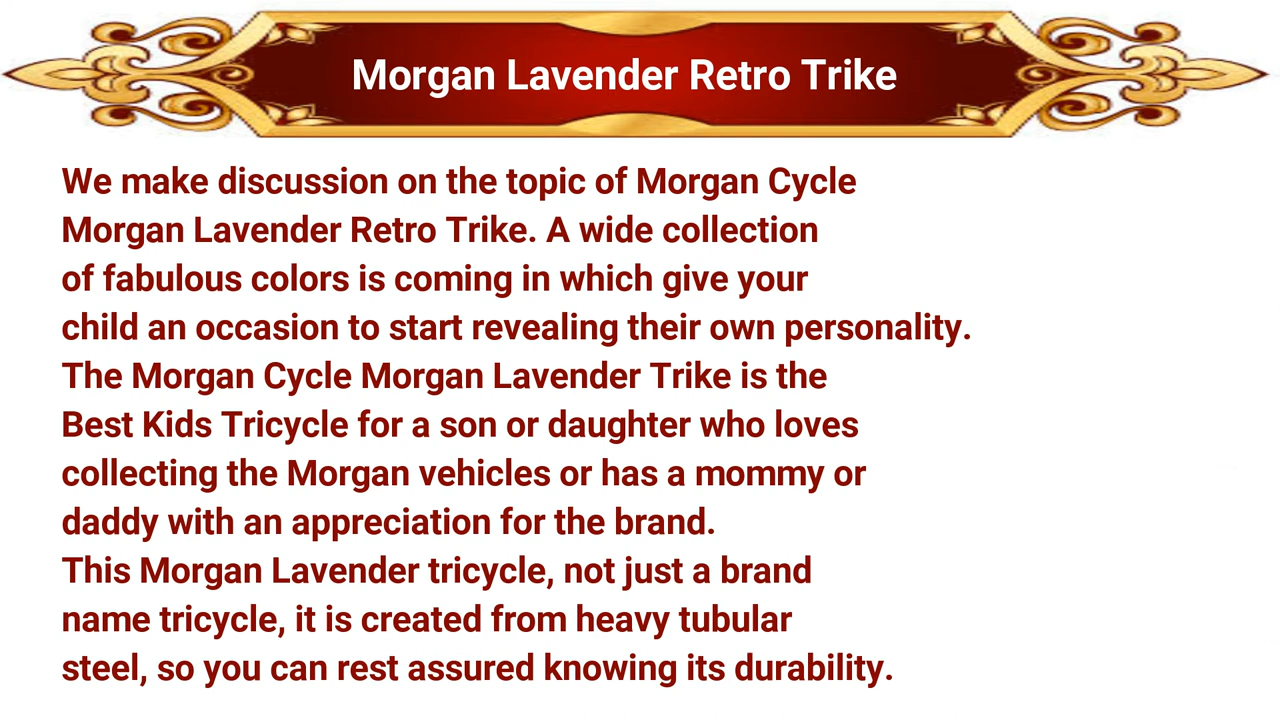 Morgan Lavender Retro Trike
We make discussion on the topic of Morgan Cycle
Morgan Lavender Retro Trike. A wide collection
of fabulous colors is coming in which give your
child an occasion to start revealing their own personality.
The Morgan Cycle Morgan Lavender Trike is the
Best Kids Tricycle for a son or daughter who loves
collecting the Morgan vehicles or has a mommy or
daddy with an appreciation for the brand.
This Morgan Lavender tricycle, not just a brand
name tricycle, it is created from heavy tubular
steel, so you can rest assured knowing its durability.